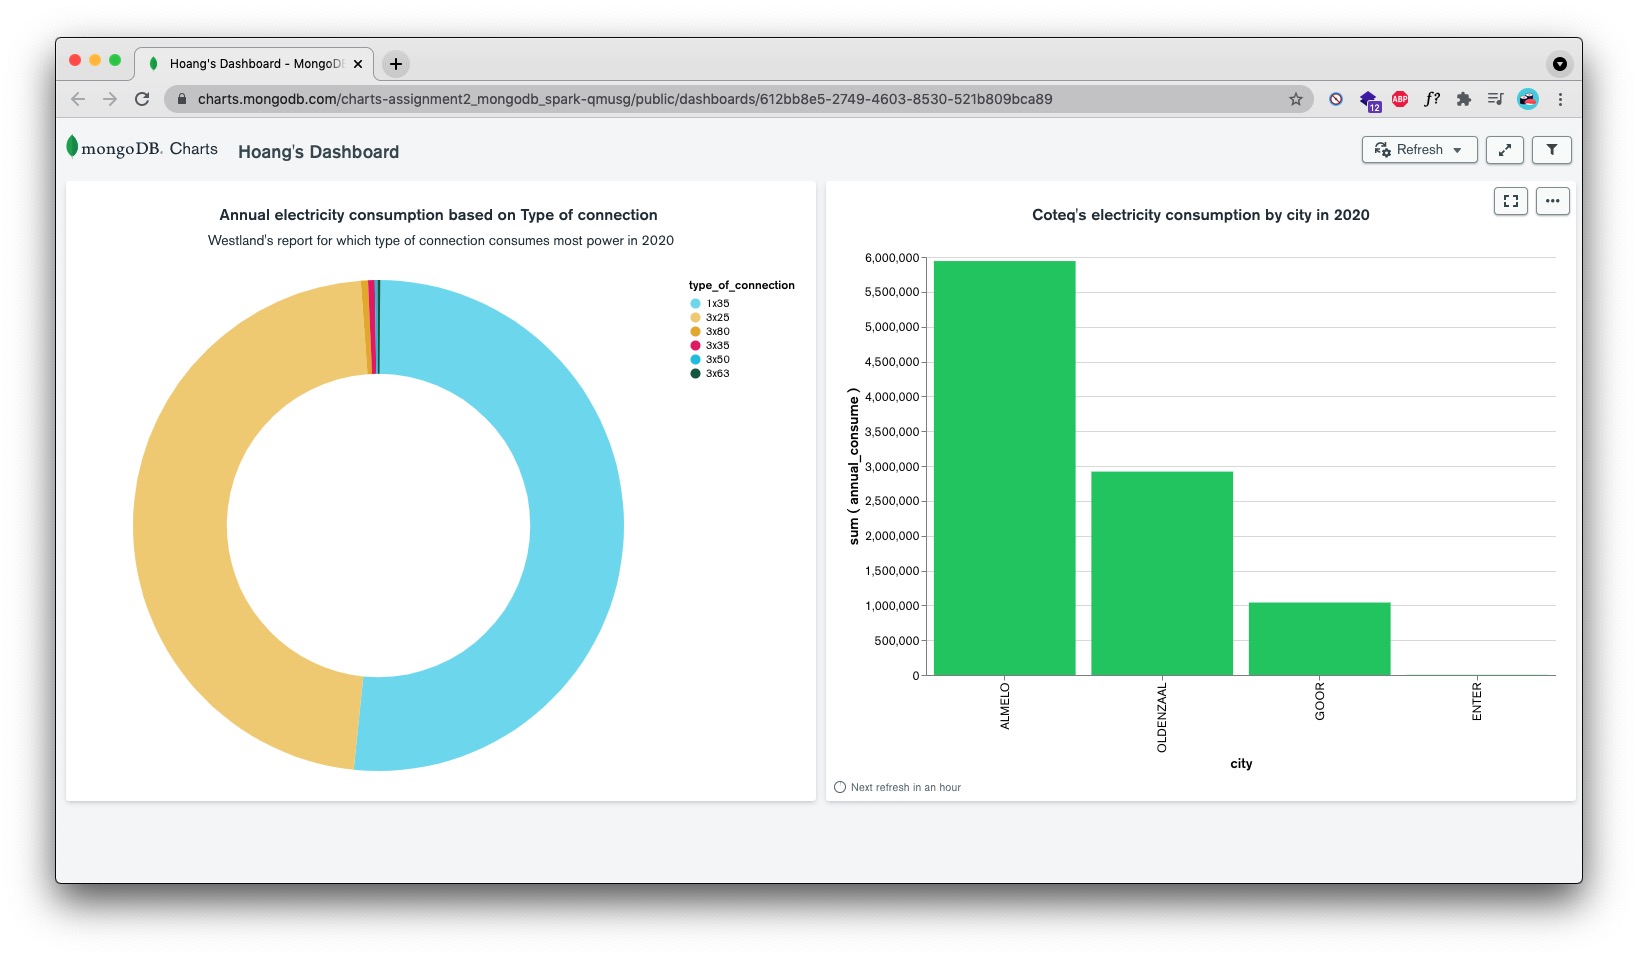 Hoang's Dashboard - MongoD
charts.mongodb.com/charts-assignment2_mongodb_spark-qmusg/public/dashboards/612bb8e5-2749-4603-8530-521b809bca89
12
ABP
f?
mongoDB. Charts
Hoang's Dashboard
Refresh
Annual electricity consumption based on Type of connection
Westland's report for which type of connection consumes most power in 2020
type_of_connection
1x35
3x25
3x80
3x35
3x50
3x63
Coteq's electricity consumption by city in 2020
6,000,000
5,500,000
5,000,000
4,500,000
4,000,000
3,500,000
3,000,000
2,500,000
2,000,000
1,500,000
1,000,000
500,000
0
sum ( annual_consume )
ALMELO
OLDENZAAL
GOOR
ENTER
city
Next refresh in an hour